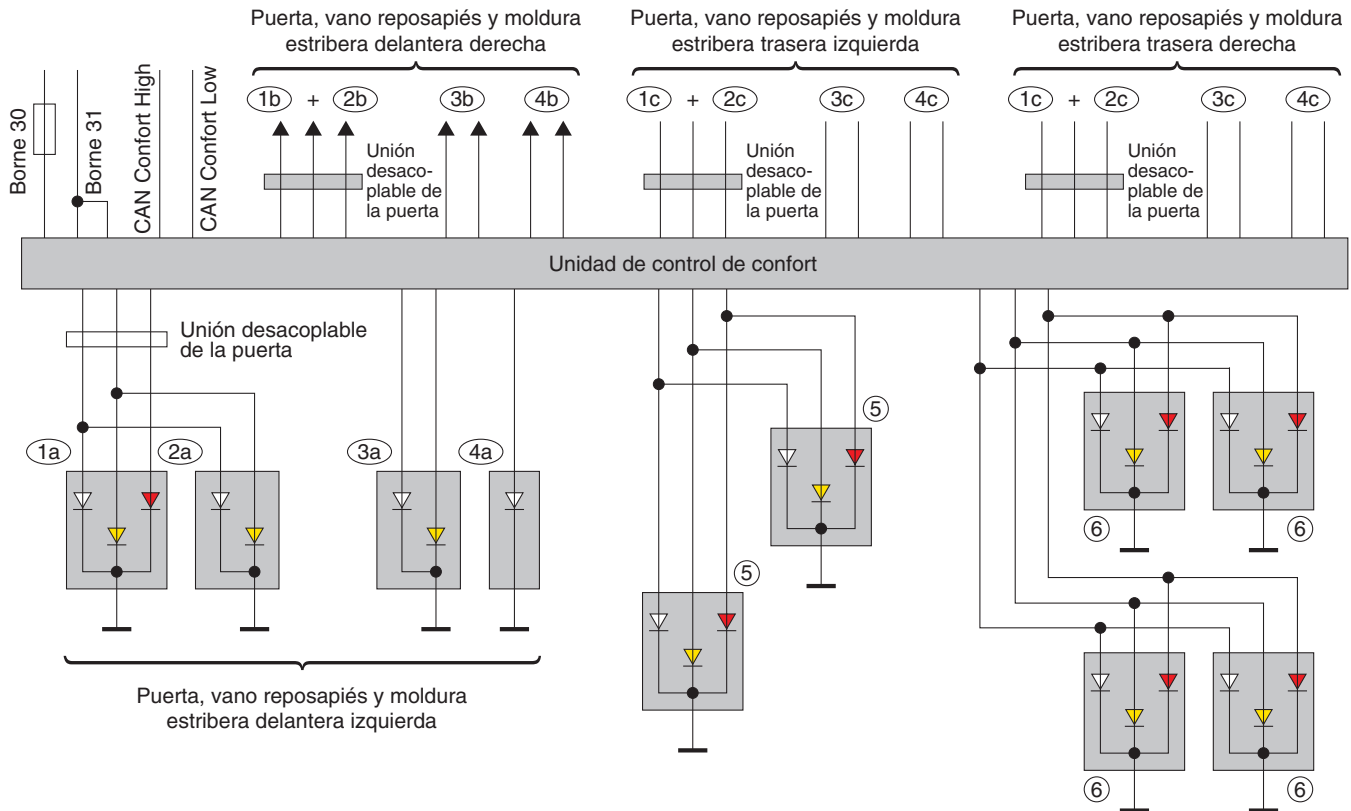 Puerta, vano reposapiés y moldura
estribera delantera derecha
Puerta, vano reposapiés y moldura
estribera trasera izquierda
Puerta, vano reposapiés y moldura
estribera trasera derecha
Borne 30
Borne 31
CAN Confort High
CAN Confort Low
1b + 2b 3b 4b
1c + 2c 3c 4c
1c + 2c 3c 4c
Unión
desaco-
plable de
la puerta
Unión
desaco-
plable de
la puerta
Unión
desaco-
plable de
la puerta
Unidad de control de confort
Unión desacoplable
de la puerta
1a
2a
3a
4a
5
5
6
6
6
6
Puerta, vano reposapiés y moldura
estribera delantera izquierda